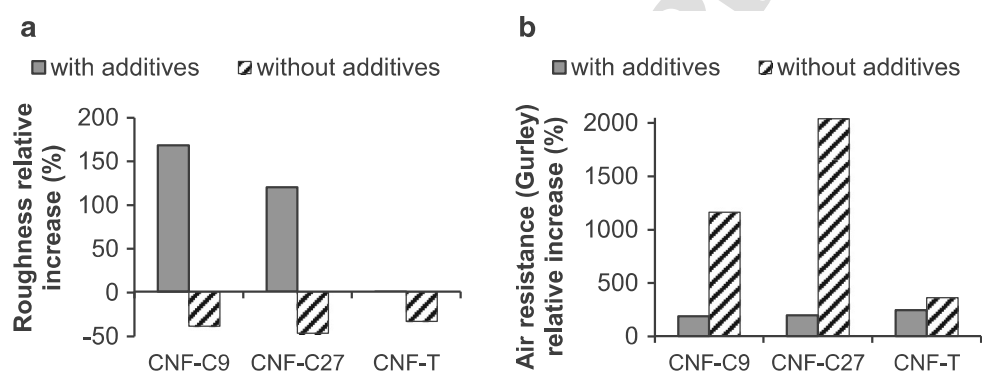 a
with additives without additives
Roughness relative
increase (%)
200
150
100
50
0
-50
CNF-C9 CNF-C27 CNF-T
b
with additives without additives
Air resistance (Gurley)
relative increase (%)
2000
1500
1000
500
0
CNF-C9 CNF-C27 CNF-T